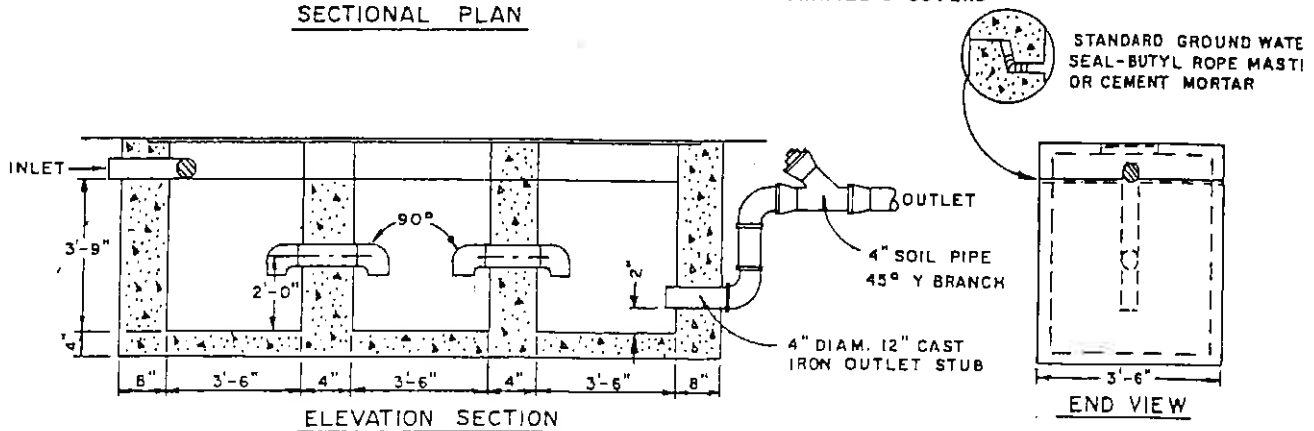 SECTIONAL PLAN
STANDARD GROUND WATE
SEAL-BUTYL ROPE MASTI
OR CEMENT MORTAR
INLET
90°
OUTLET
3'-9"
2'-0"
2"
4" SOIL PIPE
45° Y BRANCH
4"
4" DIAM. 12" CAST
IRON OUTLET STUB
8"
3'-6"
4"
3'-6"
4"
3'-6"
8"
3'-6"
ELEVATION SECTION
END VIEW